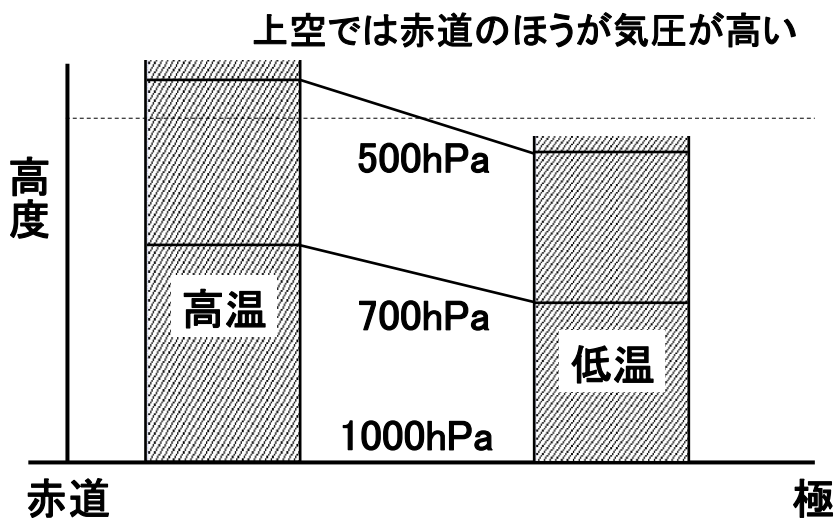 上空では赤道のほうが気圧が高い
500hPa
高度
高温
700hPa
低温
1000hPa
赤道
極